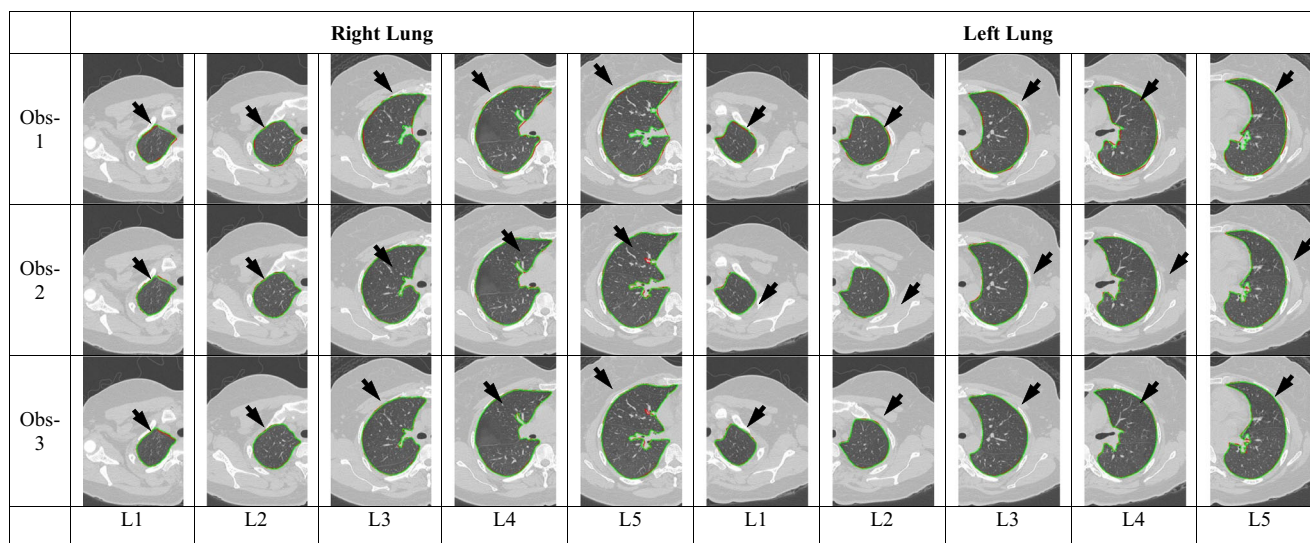 Right Lung Left Lung
Obs-
1
Obs-
2
Obs-
3
L1 L2 L3 L4 L5 L1 L2 L3 L4 L5